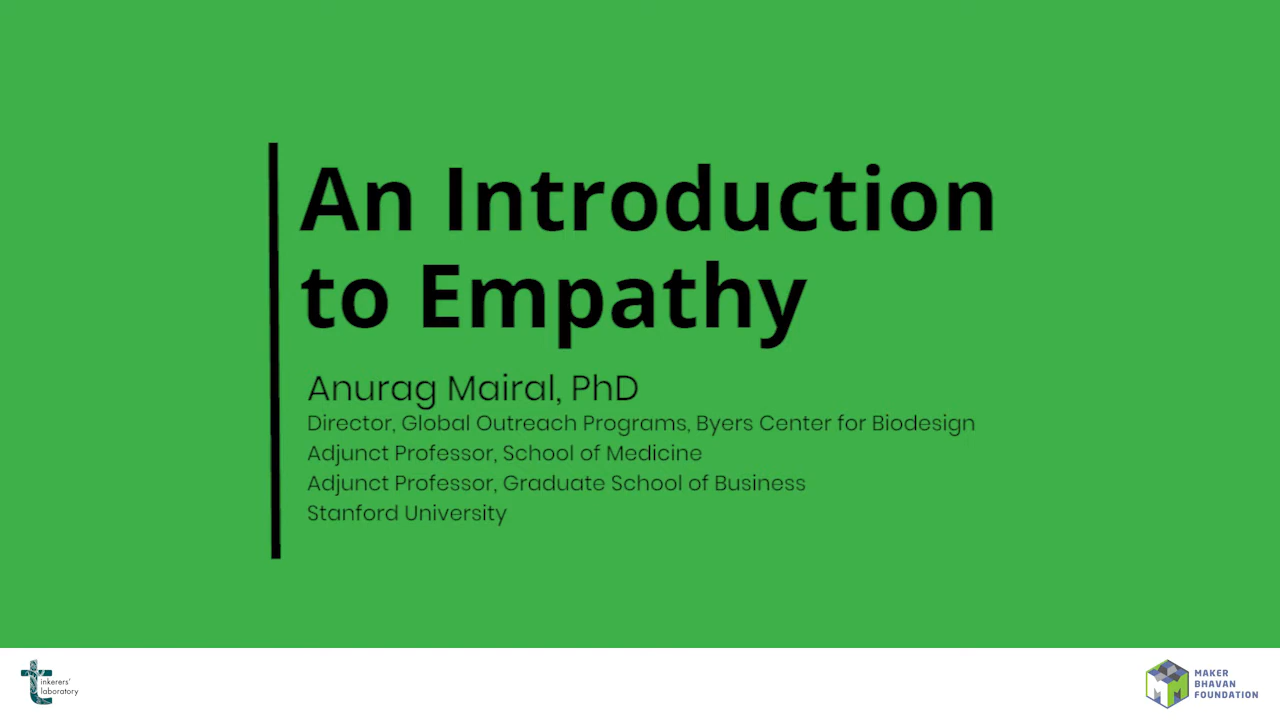 An Introduction
to Empathy
Anurag Mairal, PhD
Director, Global Outreach Programs, Byers Center for Biodesign
Adjunct Professor, School of Medicine
Adjunct Professor, Graduate School of Business
Stanford University
tinkerers'
laboratory
MAKER
BHAVAN
FOUNDATION